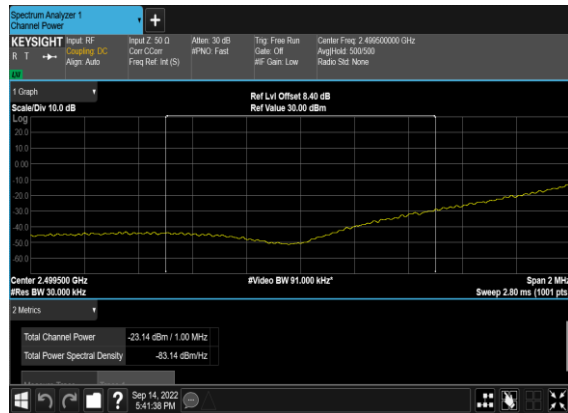 Spectrum Analyzer 1
Channel Power
KEYSIGHT
R T
LXI
Input: RF
Coupling: DC
Align: Auto
Input Z: 50 Ω
Corr CCorr
Freq Ref: Int (S)
Atten: 30 dB
#PNO: Fast
Trig: Free Run
Gate: Off
#IF Gain: Low
Center Freq: 2.499500000 GHz
Avg|Hold: 500/500
Radio Std: None
1 Graph
Scale/Div 10.0 dB
Ref Lvl Offset 8.40 dB
Ref Value 30.00 dBm
Log
20.0
10.0
0.00
-10.0
-20.0
-30.0
-40.0
-50.0
-60.0
Center 2.499500 GHz
#Video BW 91.000 kHz*
Span 2 MHz
#Res BW 30.000 kHz
Sweep 2.80 ms (1001 pts)
2 Metrics
Total Channel Power -23.14 dBm / 1.00 MHz
Total Power Spectral Density -83.14 dBm/Hz
?
Sep 14, 2022
5:41:38 PM